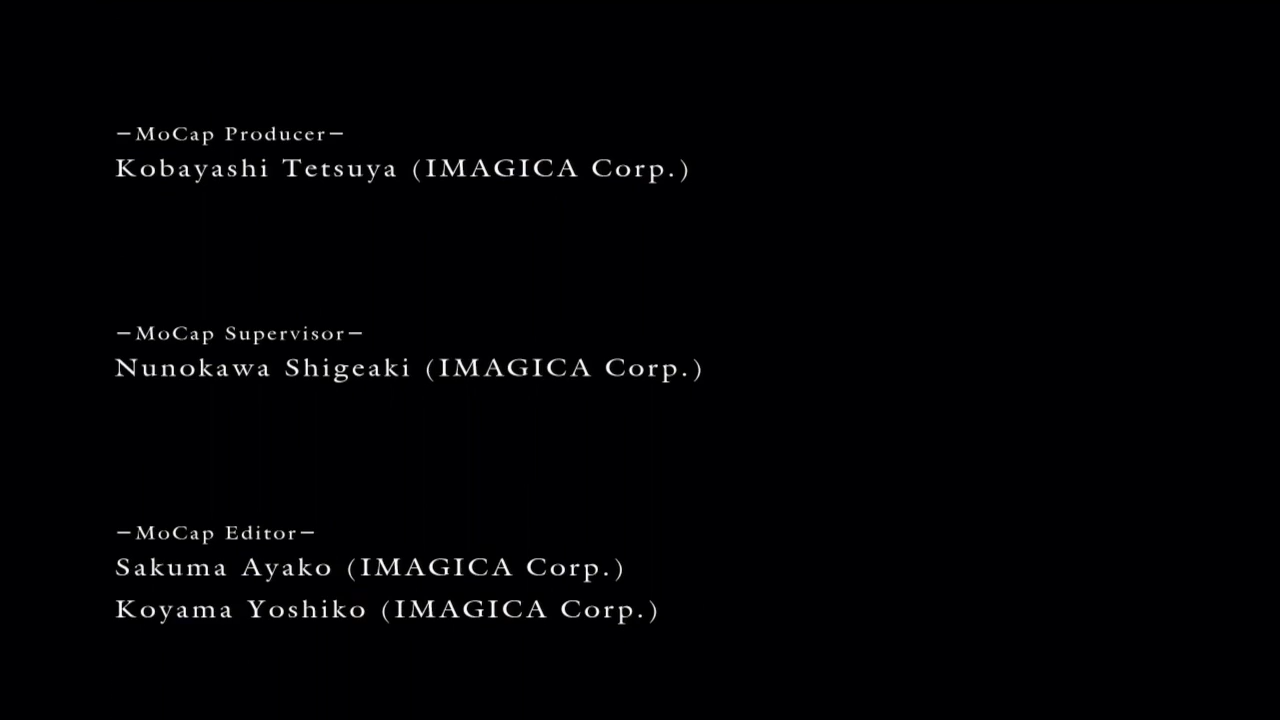 −MoCap Producer−
Kobayashi Tetsuya (IMAGICA Corp.)
−MoCap Supervisor−
Nunokawa Shigeaki (IMAGICA Corp.)
−MoCap Editor−
Sakuma Ayako (IMAGICA Corp.)
Koyama Yoshiko (IMAGICA Corp.)